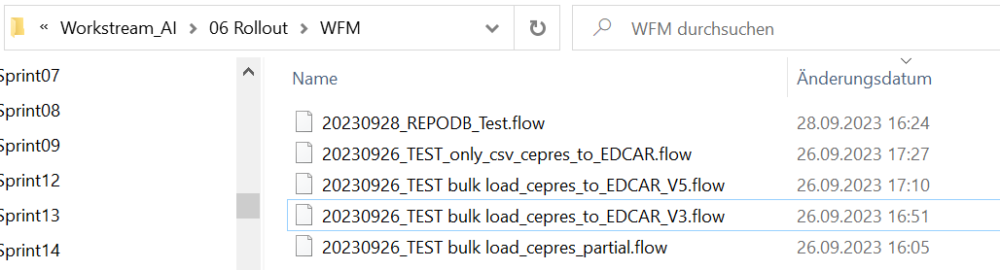 « Workstream_AI > 06 Rollout > WFM
WFM durchsuchen
Sprint07
Sprint08
Sprint09
Sprint12
Sprint13
Sprint14
Name Änderungsdatum
20230928_REPODB_Test.flow 28.09.2023 16:24
20230926_TEST_only_csv_cepres_to_EDCAR.flow 26.09.2023 17:27
20230926_TEST bulk load_cepres_to_EDCAR_V5.flow 26.09.2023 17:10
20230926_TEST bulk load_cepres_to_EDCAR_V3.flow 26.09.2023 16:51
20230926_TEST bulk load_cepres_partial.flow 26.09.2023 16:05